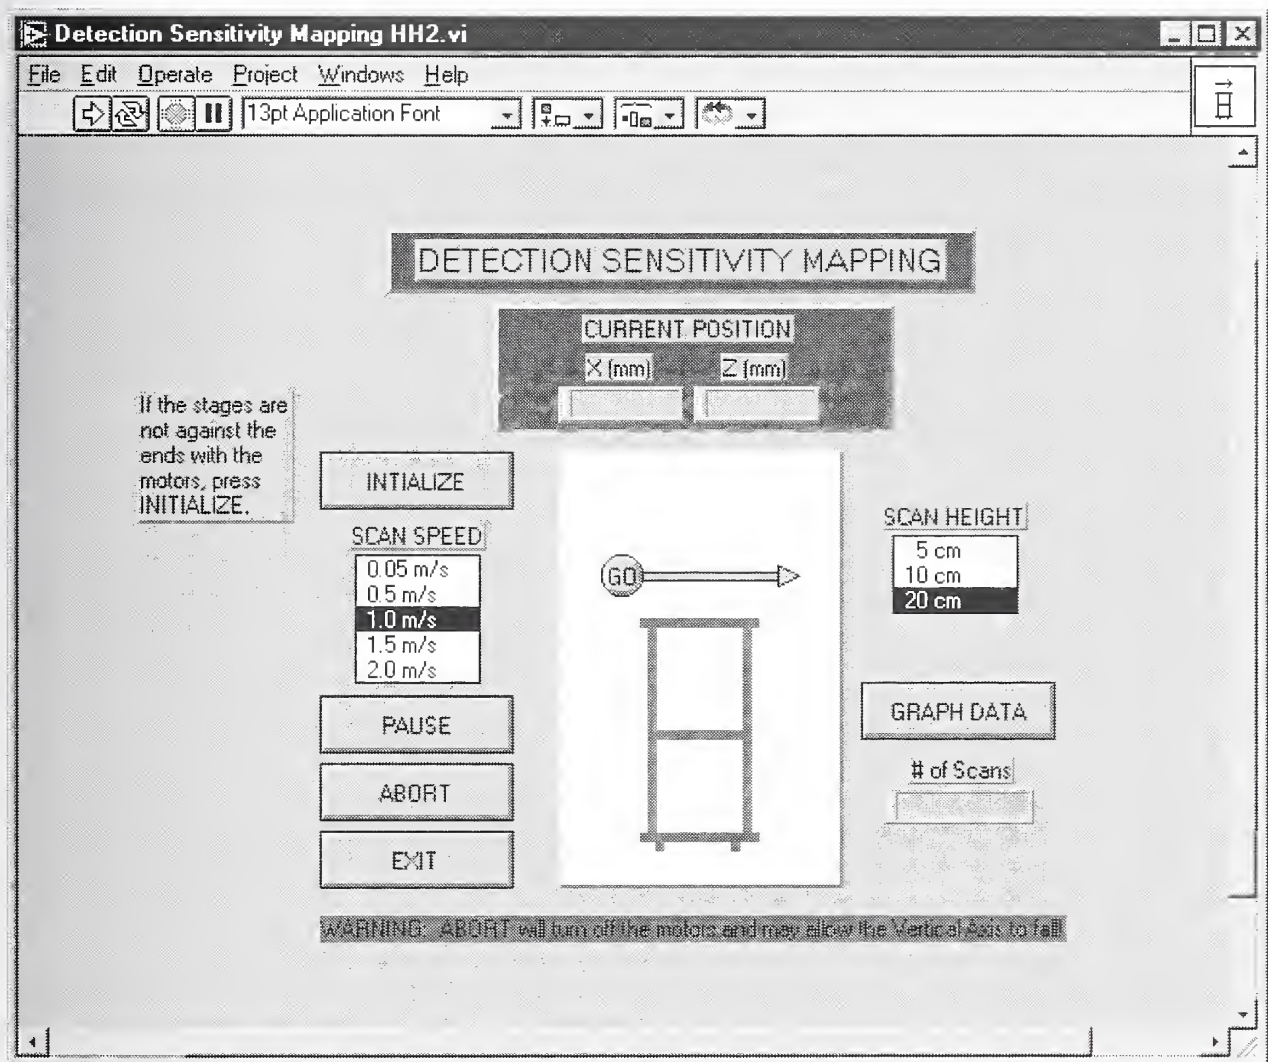 Detection Sensitivity Mapping HH2.vi
File Edit Operate Project Windows Help
13pt Application Font
DETECTION SENSITIVITY MAPPING
CURRENT POSITION
X (mm) Z (mm)
If the stages are
not against the
ends with the
motors, press
INITIALIZE.
INTIALIZE
SCAN SPEED
0.05 m/s
0.5 m/s
1.0 m/s
1.5 m/s
2.0 m/s
PAUSE
ABORT
EXIT
GO
SCAN HEIGHT
5 cm
10 cm
20 cm
GRAPH DATA
# of Scans
WARNING: ABORT will turn off the motors and may allow the Vertical Axis to fall!